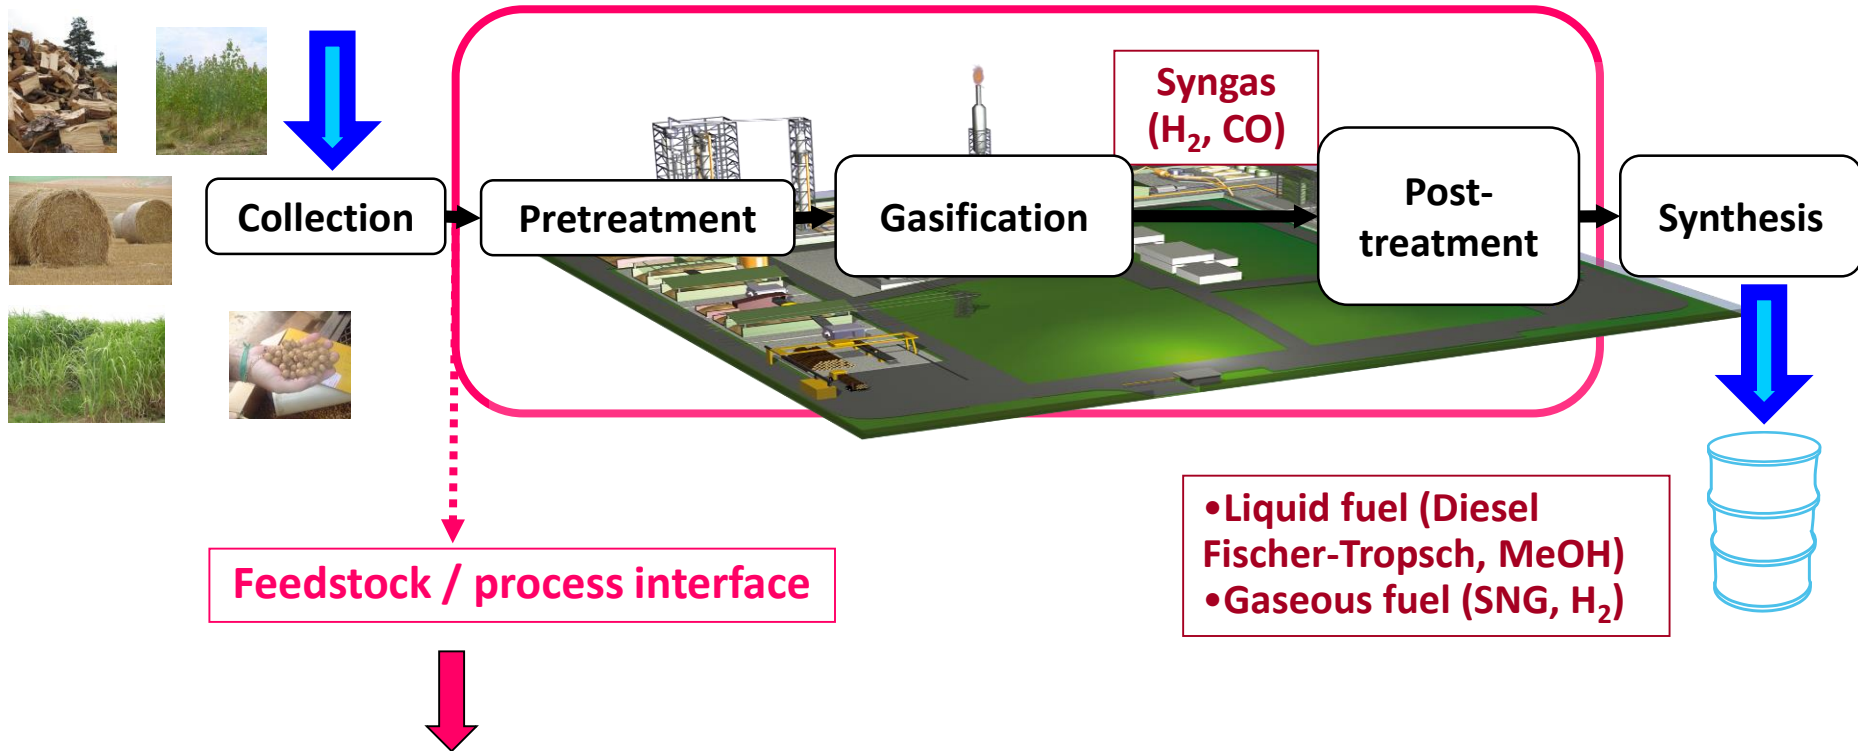 Syngas
(H₂, CO)
Collection
Pretreatment
Gasification
Post-
treatment
Synthesis
•Liquid fuel (Diesel
Fischer-Tropsch, MeOH)
•Gaseous fuel (SNG, H₂)
Feedstock / process interface